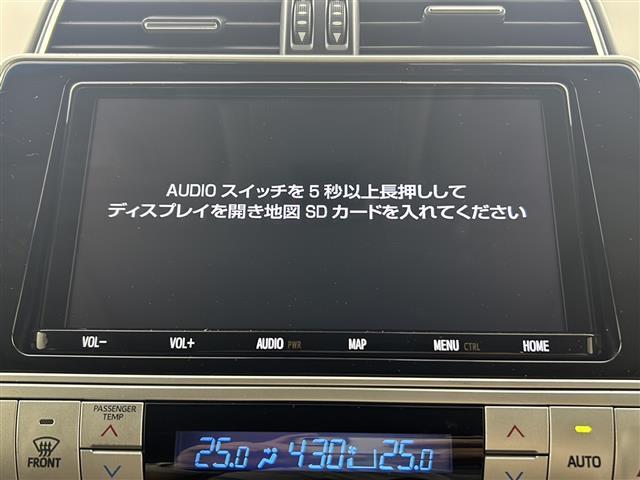 AUDIO スイッチを 5 秒以上長押しして
ディスプレイを開き地図 SD カードを入れてください
VOL− VOL+ AUDIO PWR MAP MENU CTRL HOME
PASSENGER
TEMP
FRONT
25.0 430 25.0
AUTO